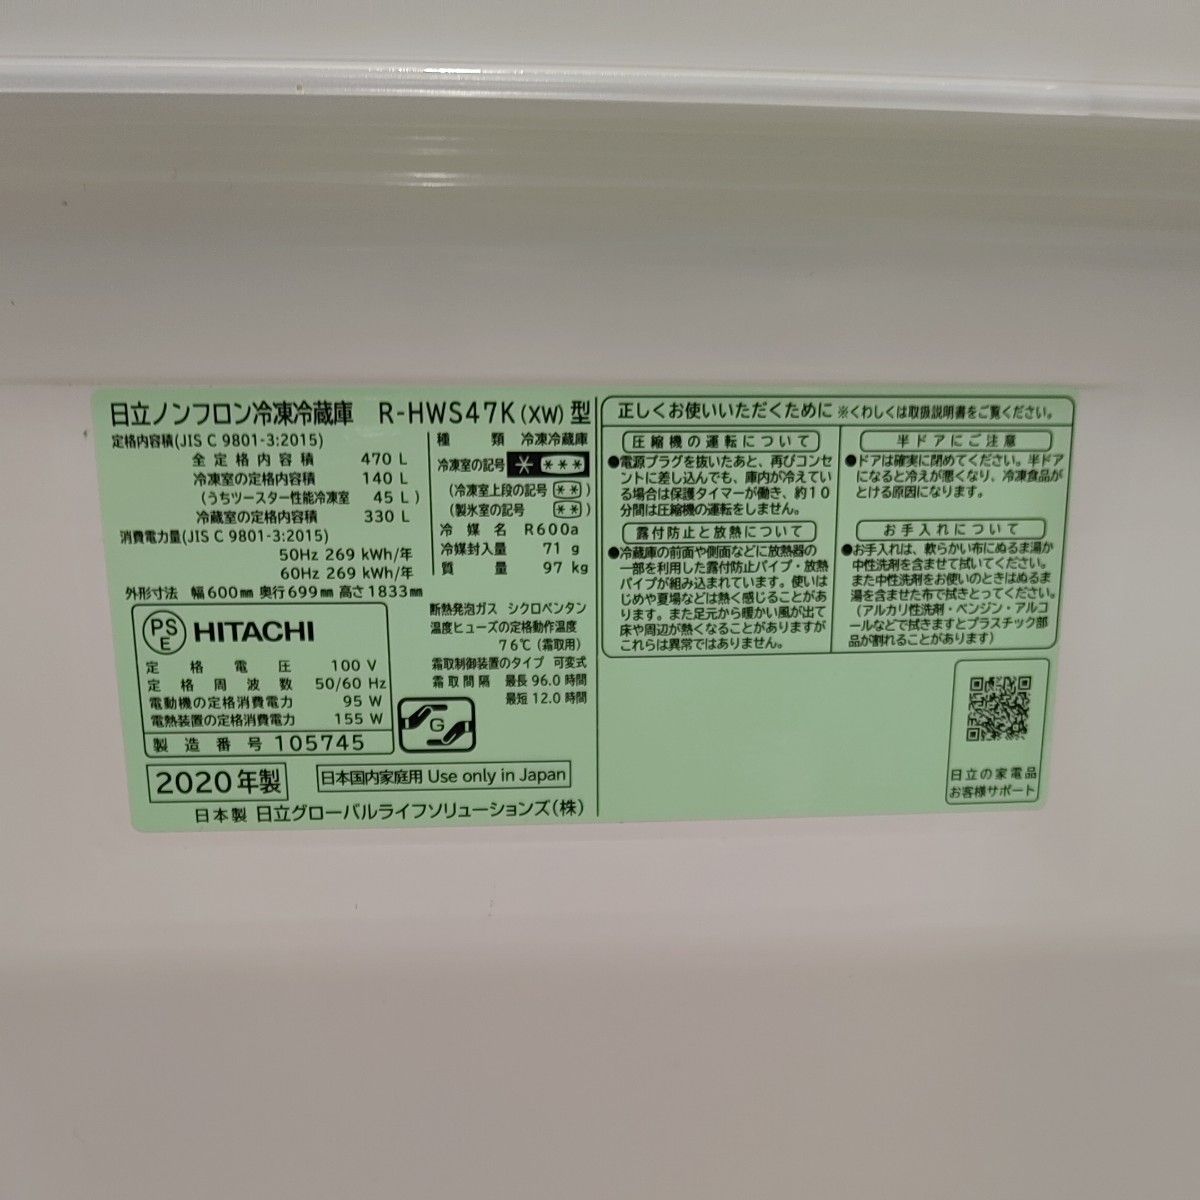 日立ノンフロン冷凍冷蔵庫 R-HWS47K(XW)型
定格内容積(JIS C 9801-3:2015)
全定格内容積 470 L
冷凍室の定格内容積 140 L
(うちツースター性能冷凍室 45 L)
冷蔵室の定格内容積 330 L
消費電力量(JIS C 9801-3:2015)
50Hz 269 kWh/年
60Hz 269 kWh/年
外形寸法 幅600mm 奥行699mm 高さ1833mm
種類 冷凍冷蔵庫
冷凍室の記号 * ***
(冷凍室上段の記号 **)
(製氷室の記号 **)
冷媒名 R600a
冷媒封入量 71 g
質量 97 kg
断熱発泡ガス シクロペンタン
温度ヒューズの定格動作温度
76℃(霜取用)
霜取制御装置のタイプ 可変式
霜取間隔 最長 96.0 時間
最短 12.0 時間
PSE HITACHI
定格電圧 100 V
定格周波数 50/60 Hz
電動機の定格消費電力 95 W
電熱装置の定格消費電力 155 W
製造番号 105745
G
2020年製
日本国内家庭用 Use only in Japan
日本製 日立グローバルライフソリューションズ(株)
正しくお使いいただくために ※くわしくは取扱説明書をご覧ください。
圧縮機の運転について
●電源プラグを抜いたあと、再びコンセ
ントに差し込んでも、庫内が冷えてい
る場合は保護タイマーが働き、約10
分間は圧縮機の運転をしません。
露付防止と放熱について
●冷蔵庫の前面や側面などに放熱器の
一部を利用した露付防止パイプ・放熱
パイプが組み込まれています。使いは
じめや夏場などは熱く感じることがあ
ります。また足元から暖かい風が出て
床や周辺が熱くなることがありますが
これらは異常ではありません。
半ドアにご注意
●ドアは確実に閉めてください。半ドア
になると冷えが悪くなり、冷凍食品が
とける原因になります。
お手入れについて
●お手入れは、軟らかい布にぬるま湯か
中性洗剤を含ませて拭いてください。
また中性洗剤をお使いのときはぬるま
湯を含ませた布で拭きとってください。
(アルカリ性洗剤・ベンジン・アルコ
ールなどで拭きますとプラスチック部
品が割れることがあります)
日立の家電品
お客様サポート